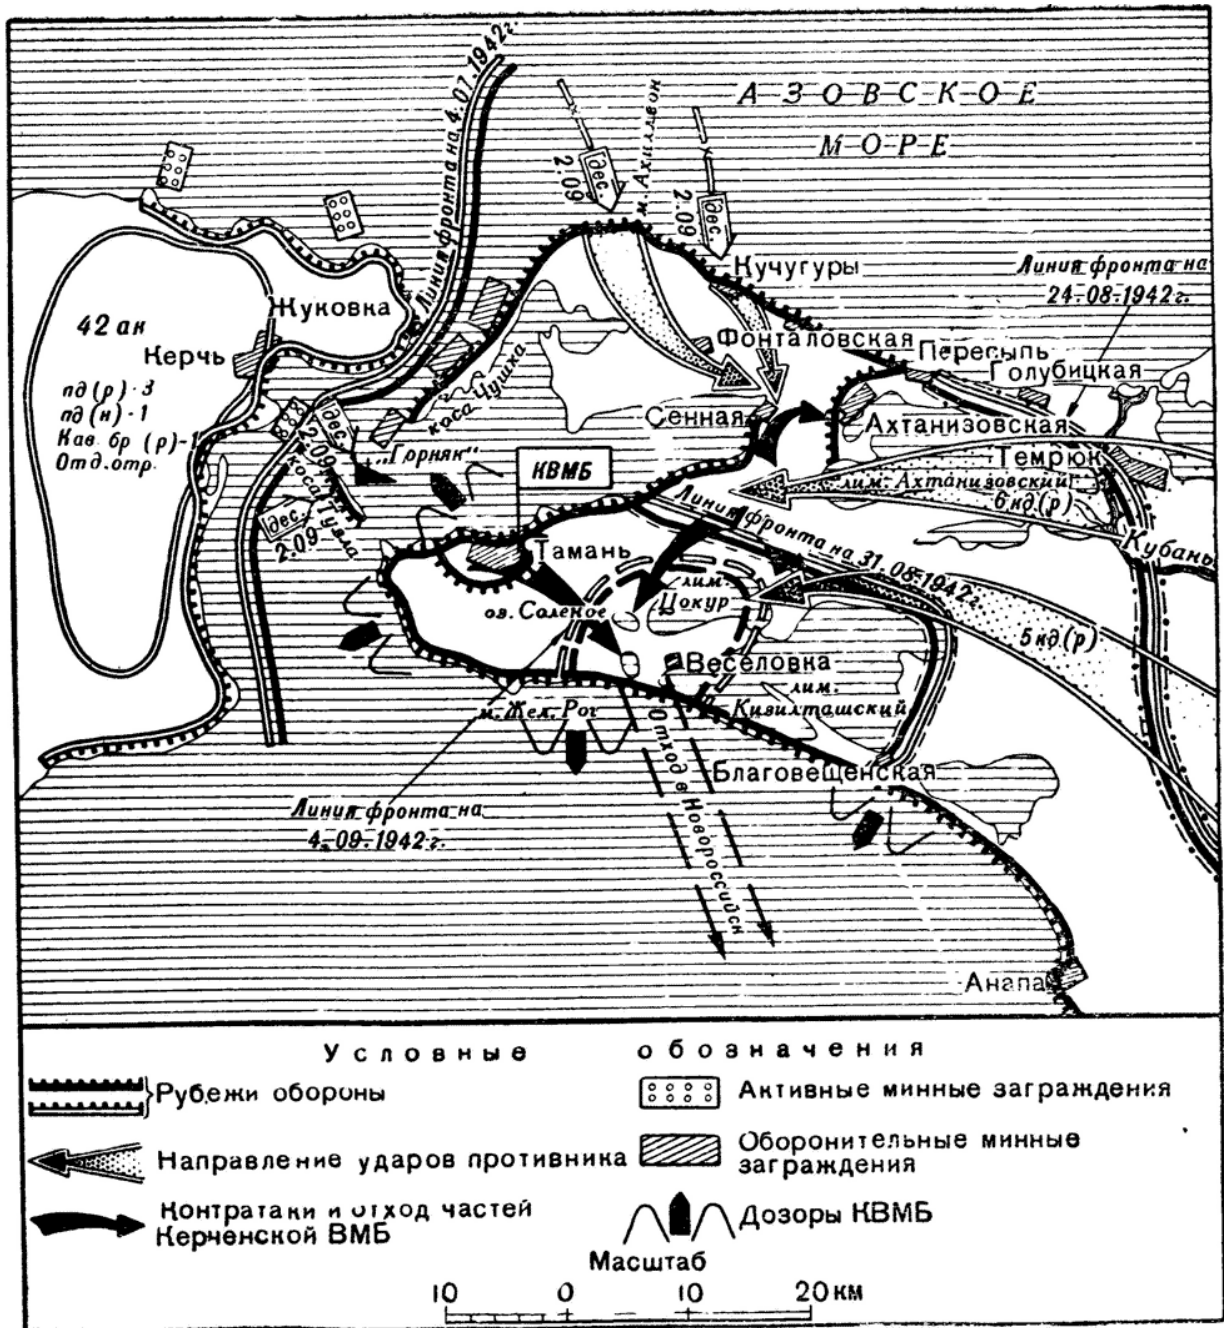 АЗОВСКОЕ
МОРЕ
Линия фронта на 4.07.1942г.
дес.
2.09
м. Ахиллеон
дес.
2.09
Кучугуры
Линия фронта на
24-08-1942г.
Жуковка
42 ак
Керчь
пд (р) - 3
пд (н) - 1
Кав. бр (р) - 1
Отд. отр.
Фонталовская
Пересыпь
Голубицкая
коса Чушка
Сенная
Ахтанизовская
Темрюк
дес.
2.09
„Горняк"
КВМБ
лим. Ахтанизовский
6 кд (р)
коса Тузла
дес.
2.09
Линия фронта на 31.08-1942г.
Кубань
Тамань
лим.
Цокур
оз. Соленое
5 кд (р)
Веселовка
лим.
Кизилташский
м. Жел. Рог
Благовещенская
Отход в Новороссийск
Линия фронта на
4.09-1942г.
Анапа
Условные обозначения
Рубежи обороны
Активные минные заграждения
Направление ударов противника
Оборонительные минные
заграждения
Контратаки и отход частей
Керченской ВМБ
Дозоры КВМБ
Масштаб
10 0 10 20 км